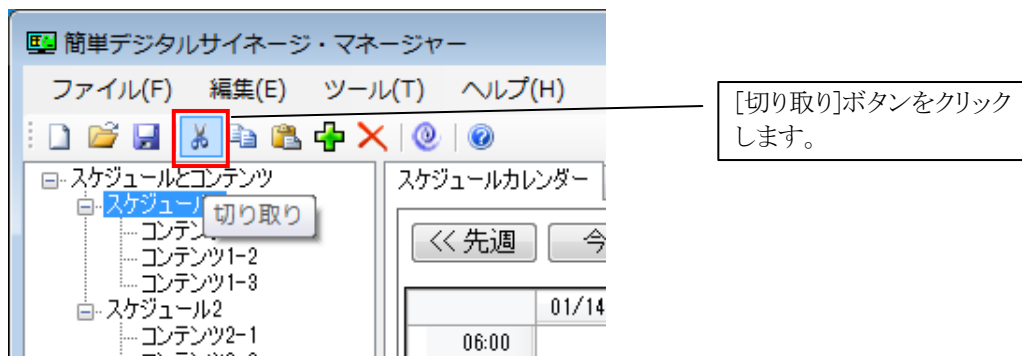 簡単デジタルサイネージ・マネージャー
ファイル(F) 編集(E) ツール(T) ヘルプ(H)
[切り取り]ボタンをクリック
します。
スケジュールとコンテンツ
スケジュール
切り取り
コンテン
コンテンツ1-2
コンテンツ1-3
スケジュール2
コンテンツ2-1
スケジュールカレンダー
<< 先週
今
01/14
06:00